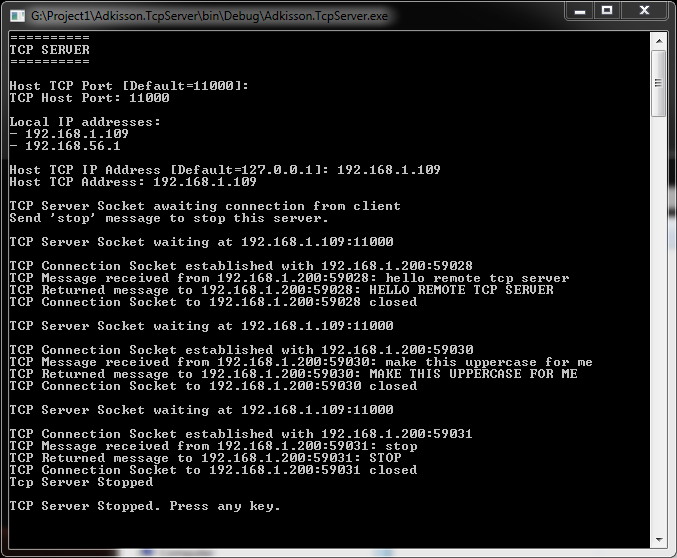 G:\Project1\Adkisson.TcpServer\bin\Debug\Adkisson.TcpServer.exe
==========
TCP SERVER
==========
Host TCP Port [Default=11000]:
TCP Host Port: 11000
Local IP addresses:
- 192.168.1.109
- 192.168.56.1
Host TCP IP Address [Default=127.0.0.1]: 192.168.1.109
Host TCP Address: 192.168.1.109
TCP Server Socket awaiting connection from client
Send 'stop' message to stop this server.
TCP Server Socket waiting at 192.168.1.109:11000
TCP Connection Socket established with 192.168.1.200:59028
TCP Message received from 192.168.1.200:59028: hello remote tcp server
TCP Returned message to 192.168.1.200:59028: HELLO REMOTE TCP SERVER
TCP Connection Socket to 192.168.1.200:59028 closed
TCP Server Socket waiting at 192.168.1.109:11000
TCP Connection Socket established with 192.168.1.200:59030
TCP Message received from 192.168.1.200:59030: make this uppercase for me
TCP Returned message to 192.168.1.200:59030: MAKE THIS UPPERCASE FOR ME
TCP Connection Socket to 192.168.1.200:59030 closed
TCP Server Socket waiting at 192.168.1.109:11000
TCP Connection Socket established with 192.168.1.200:59031
TCP Message received from 192.168.1.200:59031: stop
TCP Returned message to 192.168.1.200:59031: STOP
TCP Connection Socket to 192.168.1.200:59031 closed
Tcp Server Stopped
TCP Server Stopped. Press any key.